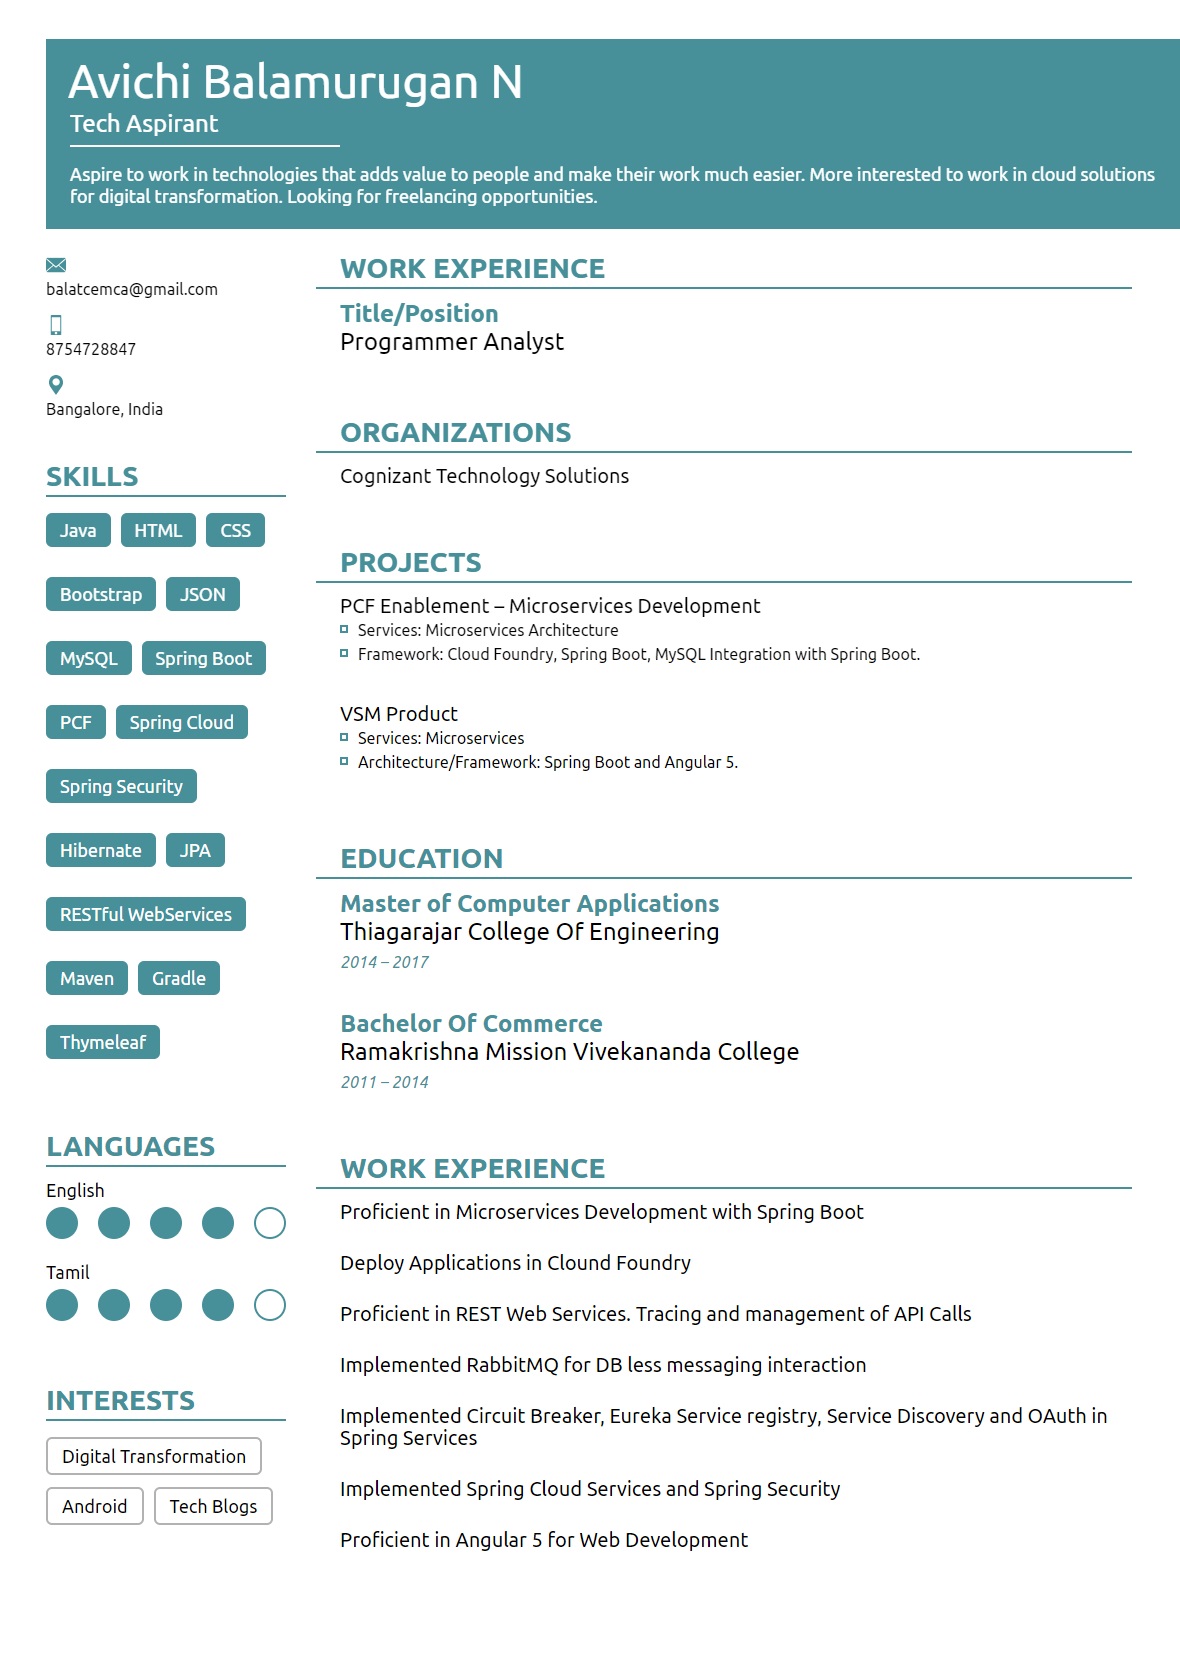 Avichi Balamurugan N
Tech Aspirant
Aspire to work in technologies that adds value to people and make their work much easier. More interested to work in cloud solutions
for digital transformation. Looking for freelancing opportunities.
balatcemca@gmail.com
8754728847
Bangalore, India
SKILLS
Java HTML CSS
Bootstrap JSON
MySQL Spring Boot
PCF Spring Cloud
Spring Security
Hibernate JPA
RESTful WebServices
Maven Gradle
Thymeleaf
LANGUAGES
English
Tamil
INTERESTS
Digital Transformation
Android Tech Blogs
WORK EXPERIENCE
Title/Position
Programmer Analyst
ORGANIZATIONS
Cognizant Technology Solutions
PROJECTS
PCF Enablement – Microservices Development
Services: Microservices Architecture
Framework: Cloud Foundry, Spring Boot, MySQL Integration with Spring Boot.
VSM Product
Services: Microservices
Architecture/Framework: Spring Boot and Angular 5.
EDUCATION
Master of Computer Applications
Thiagarajar College Of Engineering
2014 – 2017
Bachelor Of Commerce
Ramakrishna Mission Vivekananda College
2011 – 2014
WORK EXPERIENCE
Proficient in Microservices Development with Spring Boot
Deploy Applications in Clound Foundry
Proficient in REST Web Services. Tracing and management of API Calls
Implemented RabbitMQ for DB less messaging interaction
Implemented Circuit Breaker, Eureka Service registry, Service Discovery and OAuth in
Spring Services
Implemented Spring Cloud Services and Spring Security
Proficient in Angular 5 for Web Development